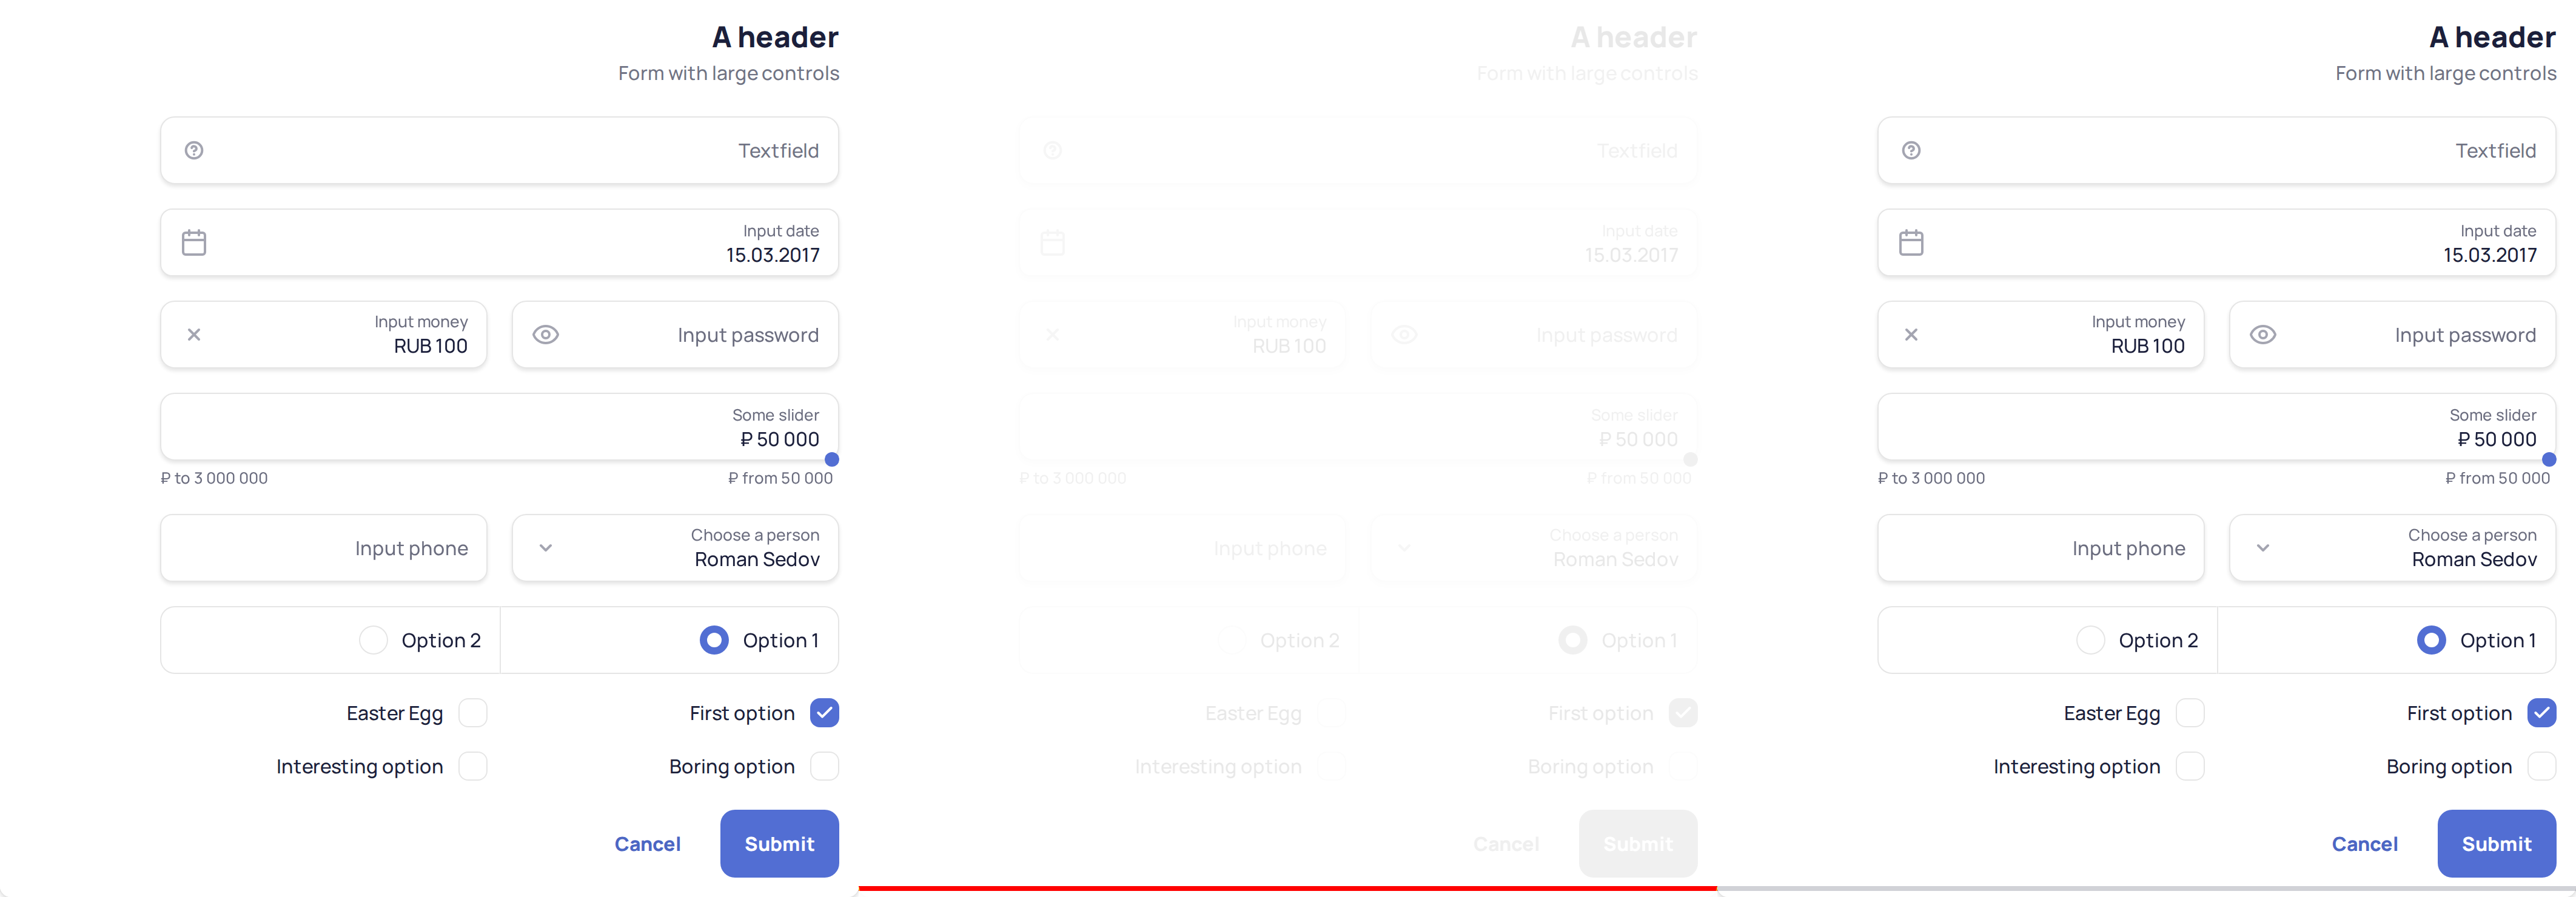 A header
Form with large controls
Textfield
Input date
15.03.2017
Input money
RUB 100
Input password
Some slider
₽ 50 000
₽ to 3 000 000
₽ from 50 000
Input phone
Choose a person
Roman Sedov
Option 2
Option 1
Easter Egg
First option
Interesting option
Boring option
Cancel
Submit
A header
Form with large controls
Textfield
Input date
15.03.2017
Input money
RUB 100
Input password
Some slider
₽ 50 000
₽ to 3 000 000
₽ from 50 000
Input phone
Choose a person
Roman Sedov
Option 2
Option 1
Easter Egg
First option
Interesting option
Boring option
Cancel
Submit
A header
Form with large controls
Textfield
Input date
15.03.2017
Input money
RUB 100
Input password
Some slider
₽ 50 000
₽ to 3 000 000
₽ from 50 000
Input phone
Choose a person
Roman Sedov
Option 2
Option 1
Easter Egg
First option
Interesting option
Boring option
Cancel
Submit